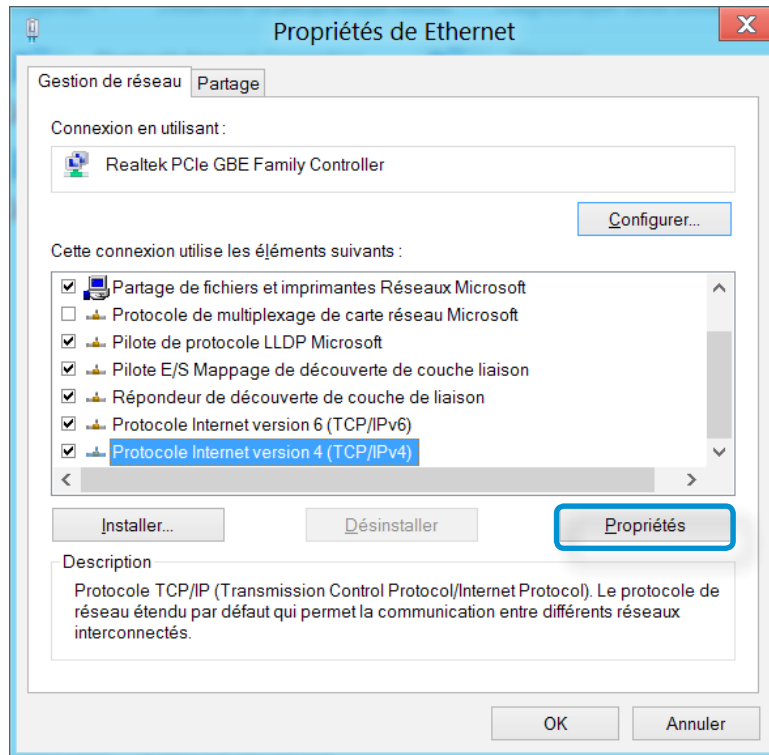 Propriétés de Ethernet
X
Gestion de réseau
Partage
Connexion en utilisant :
Realtek PCIe GBE Family Controller
Configurer...
Cette connexion utilise les éléments suivants :
Partage de fichiers et imprimantes Réseaux Microsoft
Protocole de multiplexage de carte réseau Microsoft
Pilote de protocole LLDP Microsoft
Pilote E/S Mappage de découverte de couche liaison
Répondeur de découverte de couche de liaison
Protocole Internet version 6 (TCP/IPv6)
Protocole Internet version 4 (TCP/IPv4)
Installer...
Désinstaller
Propriétés
Description
Protocole TCP/IP (Transmission Control Protocol/Internet Protocol). Le protocole de
réseau étendu par défaut qui permet la communication entre différents réseaux
interconnectés.
OK
Annuler